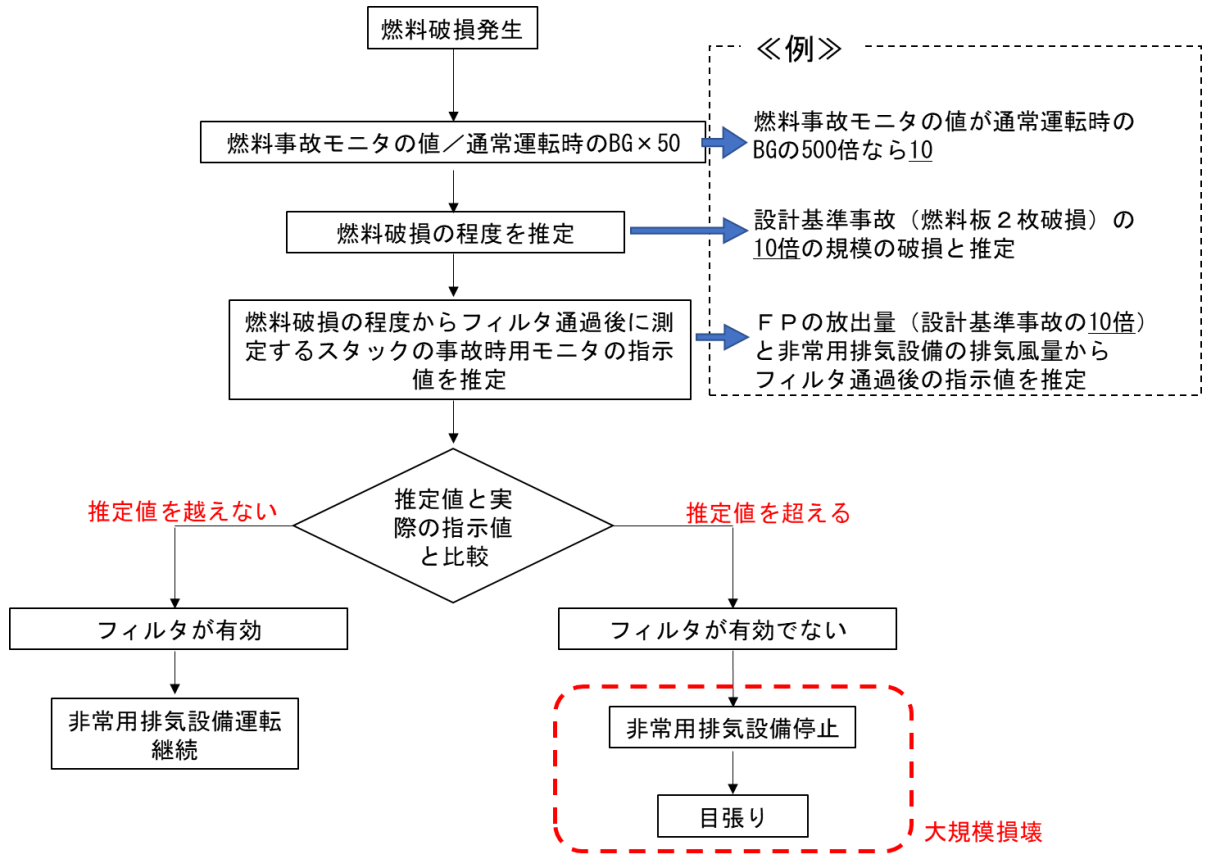 燃料破損発生
≪例≫
燃料事故モニタの値／通常運転時のBG×50
燃料事故モニタの値が通常運転時の
BGの500倍なら10
燃料破損の程度を推定
設計基準事故（燃料板２枚破損）の
10倍の規模の破損と推定
燃料破損の程度からフィルタ通過後に測
定するスタックの事故時用モニタの指示
値を推定
ＦＰの放出量（設計基準事故の10倍）
と非常用排気設備の排気風量から
フィルタ通過後の指示値を推定
推定値と実
際の指示値
と比較
推定値を越えない
推定値を超える
フィルタが有効
フィルタが有効でない
非常用排気設備運転
継続
非常用排気設備停止
目張り
大規模損壊